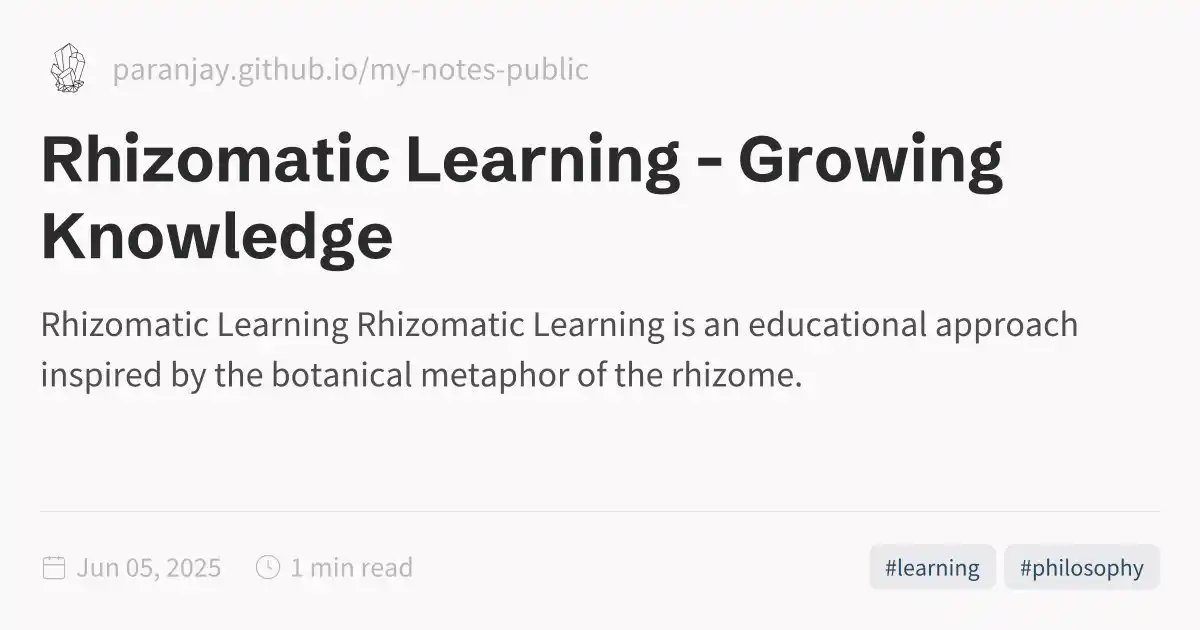 paranjay.github.io/my-notes-public
Rhizomatic Learning - Growing
Knowledge
Rhizomatic Learning Rhizomatic Learning is an educational approach
inspired by the botanical metaphor of the rhizome.
Jun 05, 2025 1 min read #learning #philosophy